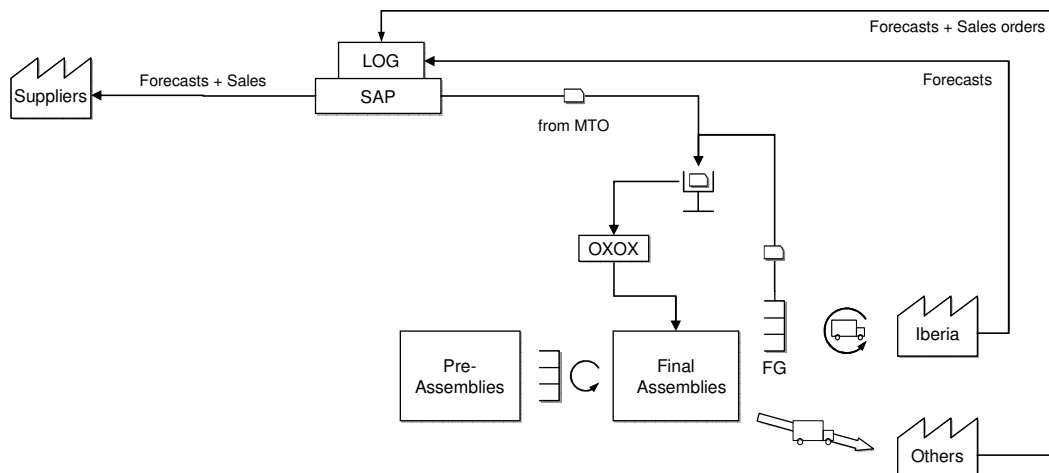 Forecasts + Sales orders
LOG
Forecasts
Suppliers
Forecasts + Sales
SAP
from MTO
OXOX
Pre-
Assemblies
Final
Assemblies
FG
Iberia
Others